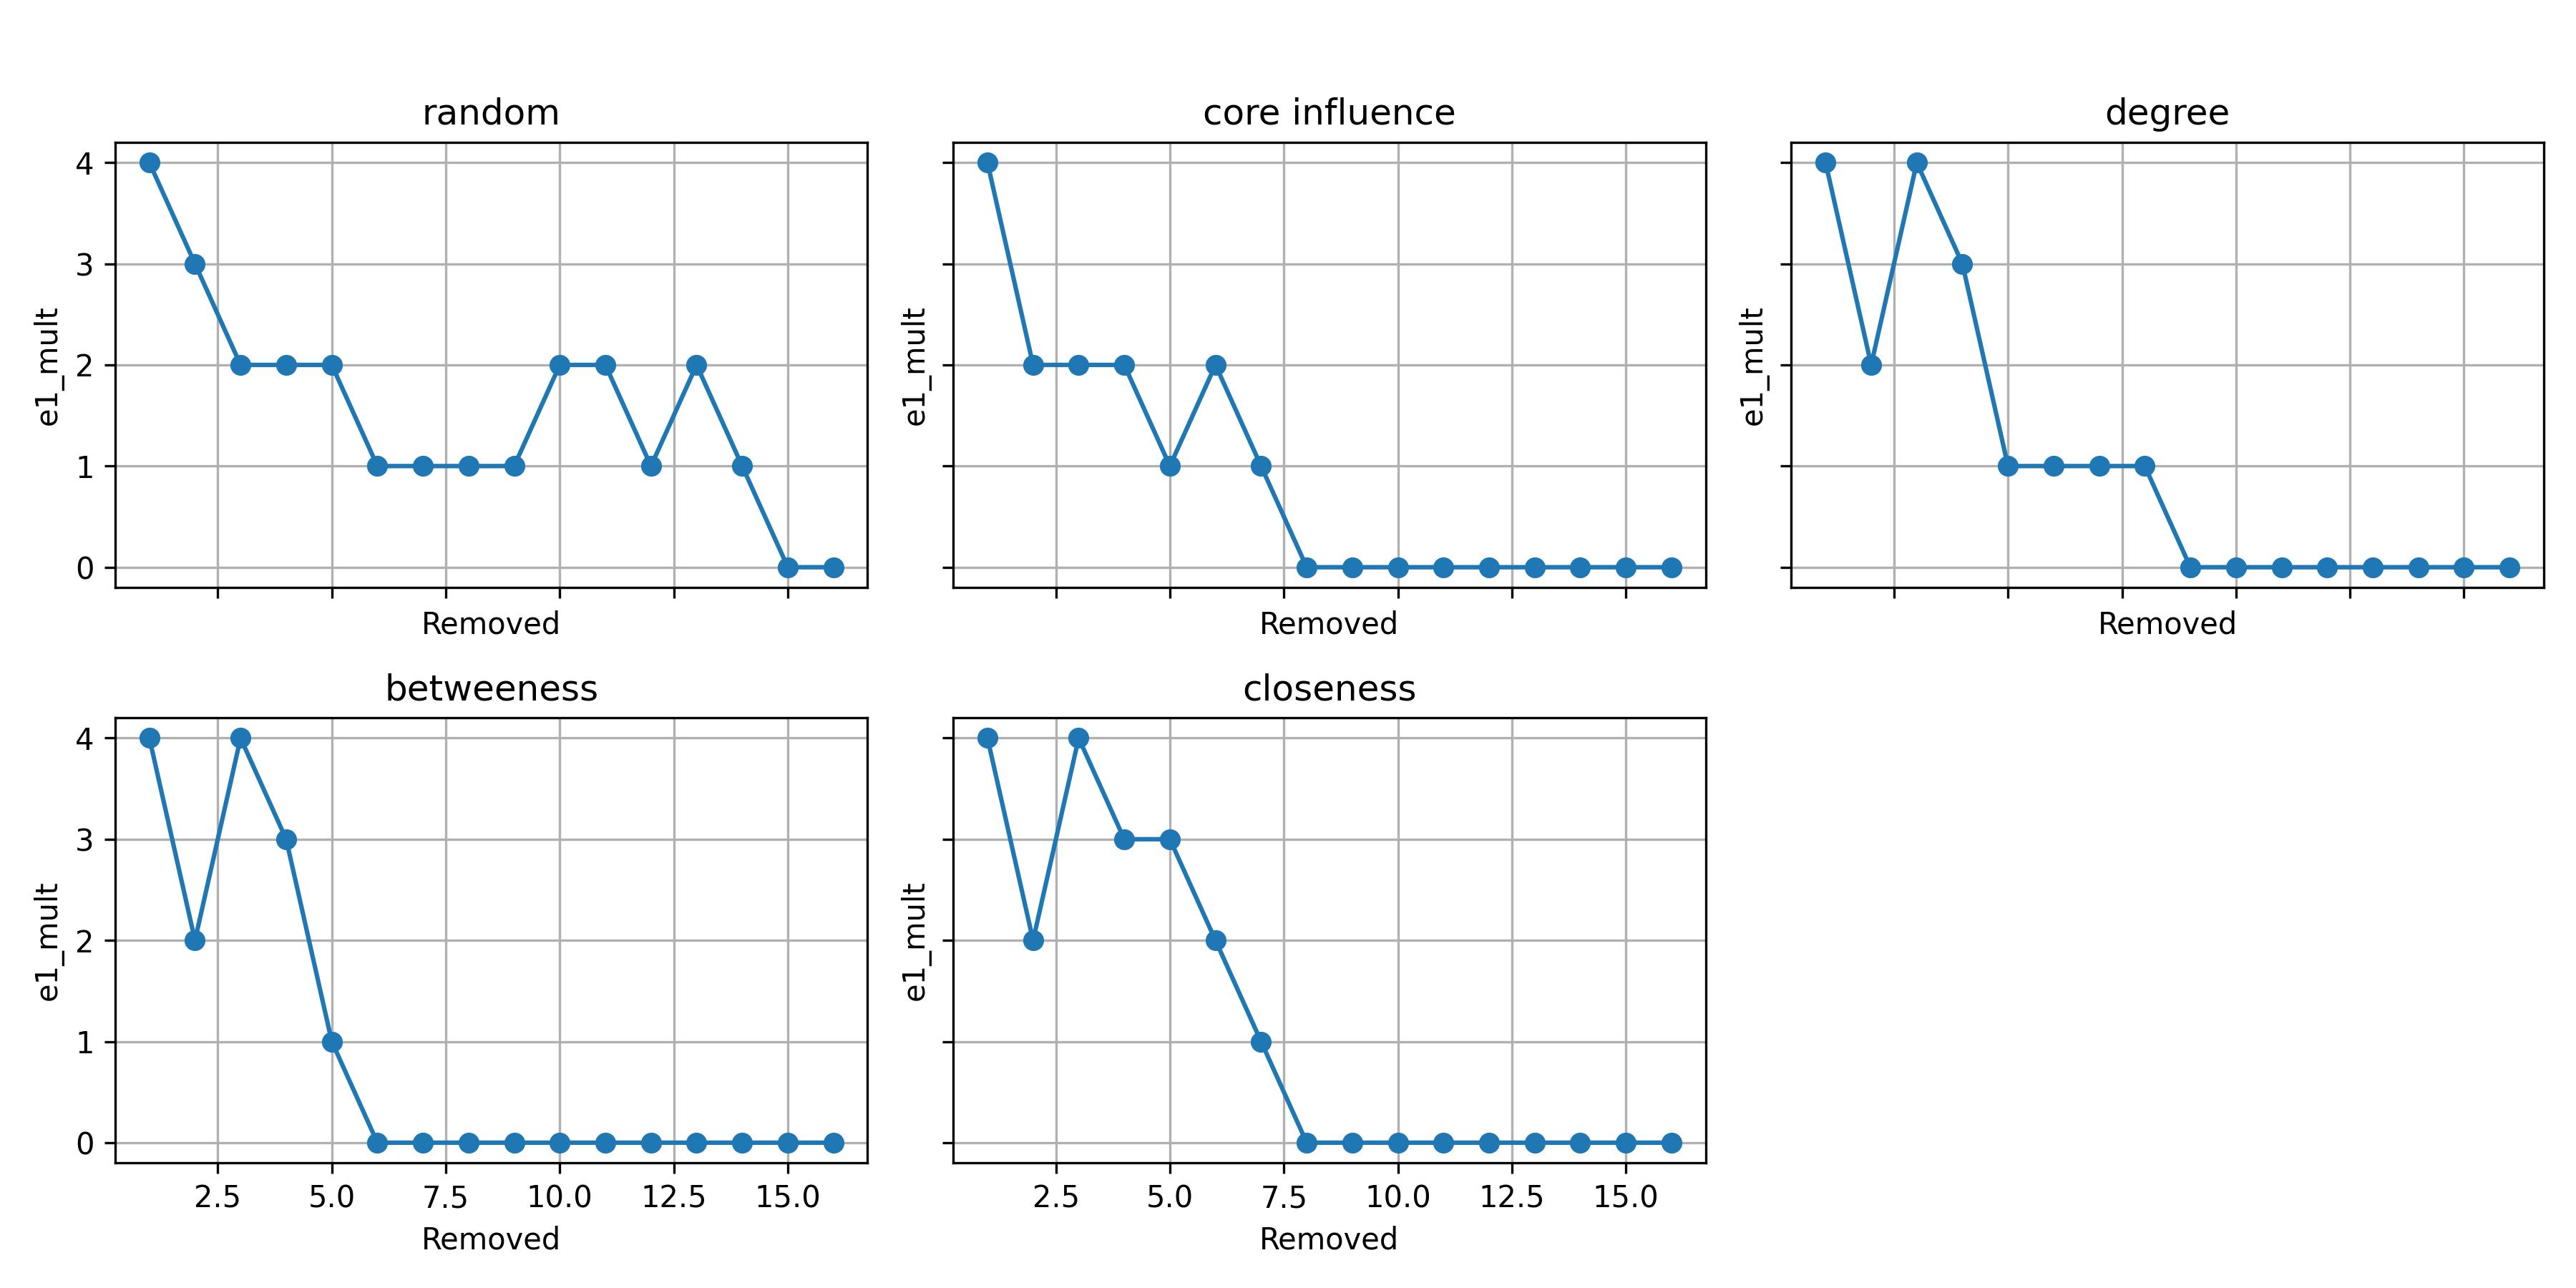 random
4
3
2
1
0
e1_mult
Removed
core influence
e1_mult
Removed
degree
e1_mult
Removed
betweeness
4
3
2
1
0
e1_mult
2.5 5.0 7.5 10.0 12.5 15.0
Removed
closeness
e1_mult
2.5 5.0 7.5 10.0 12.5 15.0
Removed